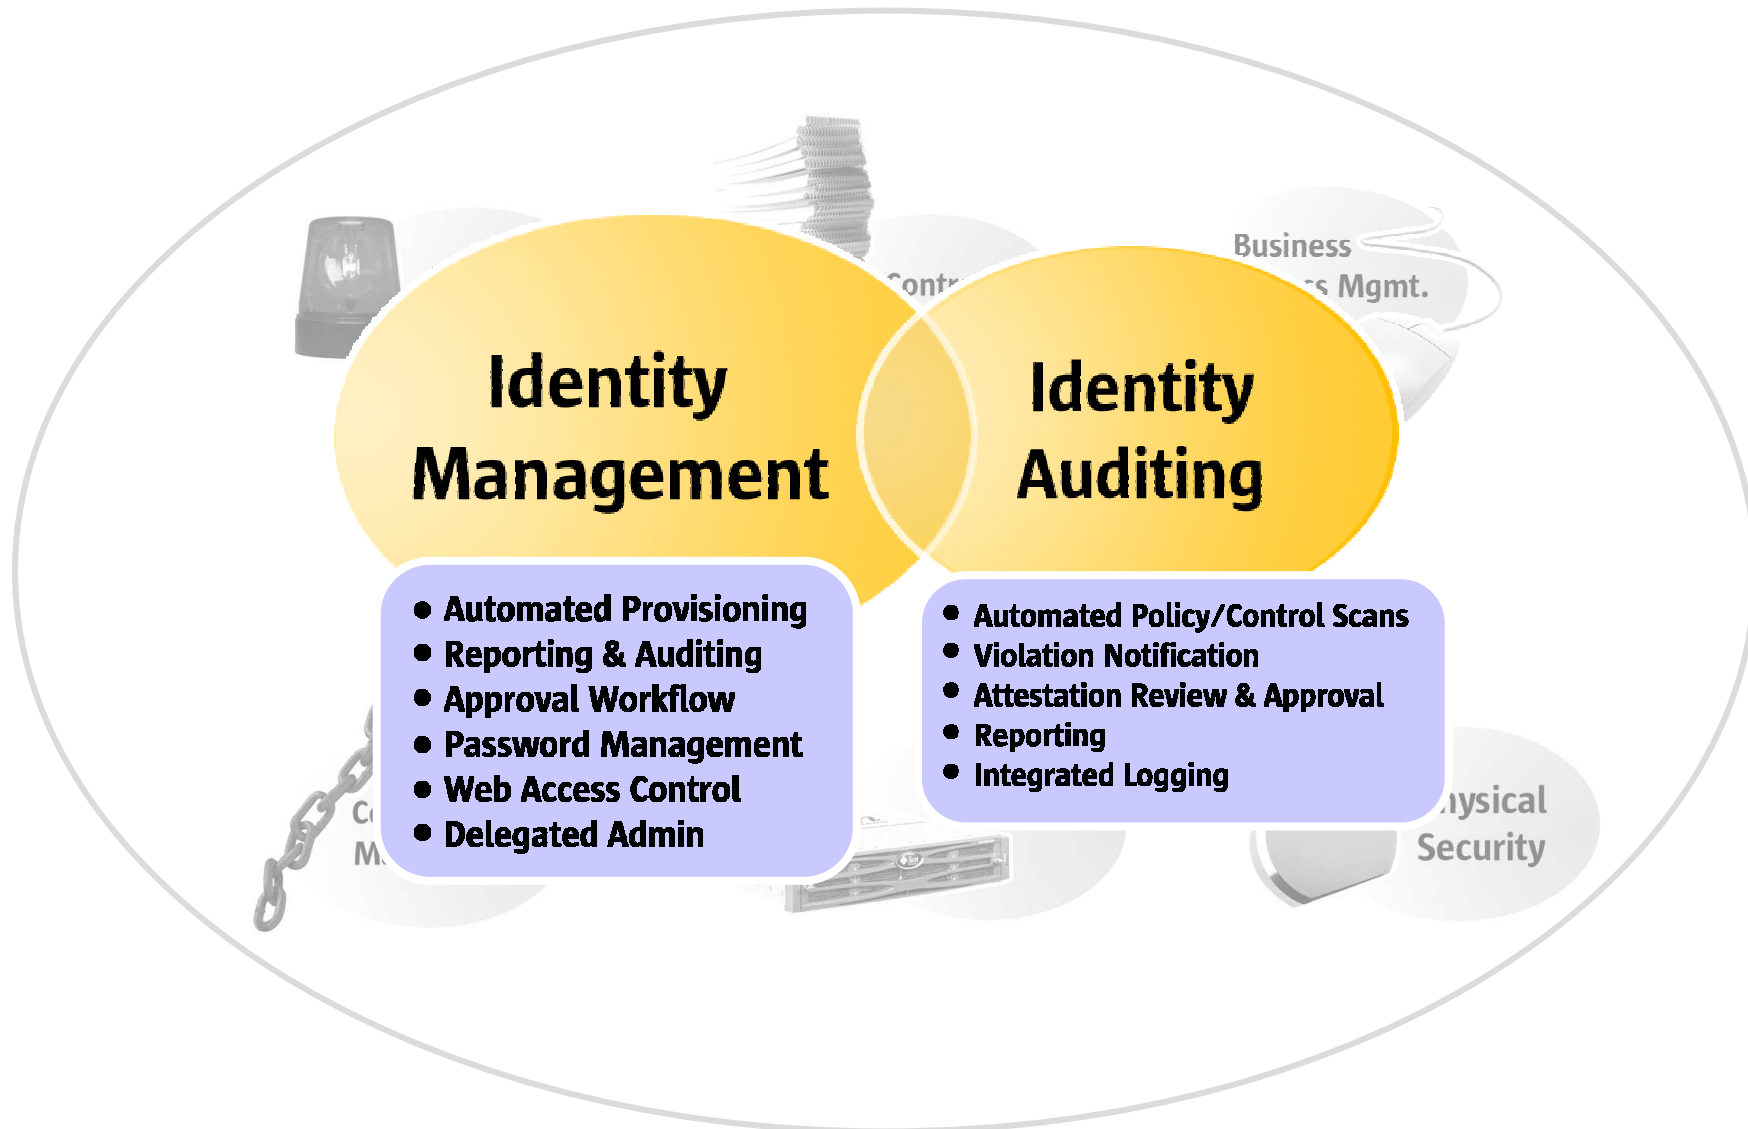 Business
Mgmt.
Identity
Management
Identity
Auditing
• Automated Provisioning
• Reporting & Auditing
• Approval Workflow
• Password Management
• Web Access Control
• Delegated Admin
• Automated Policy/Control Scans
• Violation Notification
• Attestation Review & Approval
• Reporting
• Integrated Logging
Security